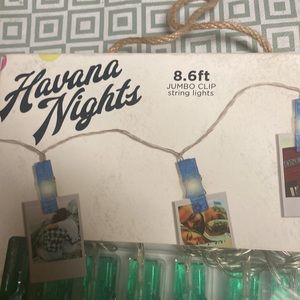 Havana
Nights
8.6ft
JUMBO CLIP
string lights